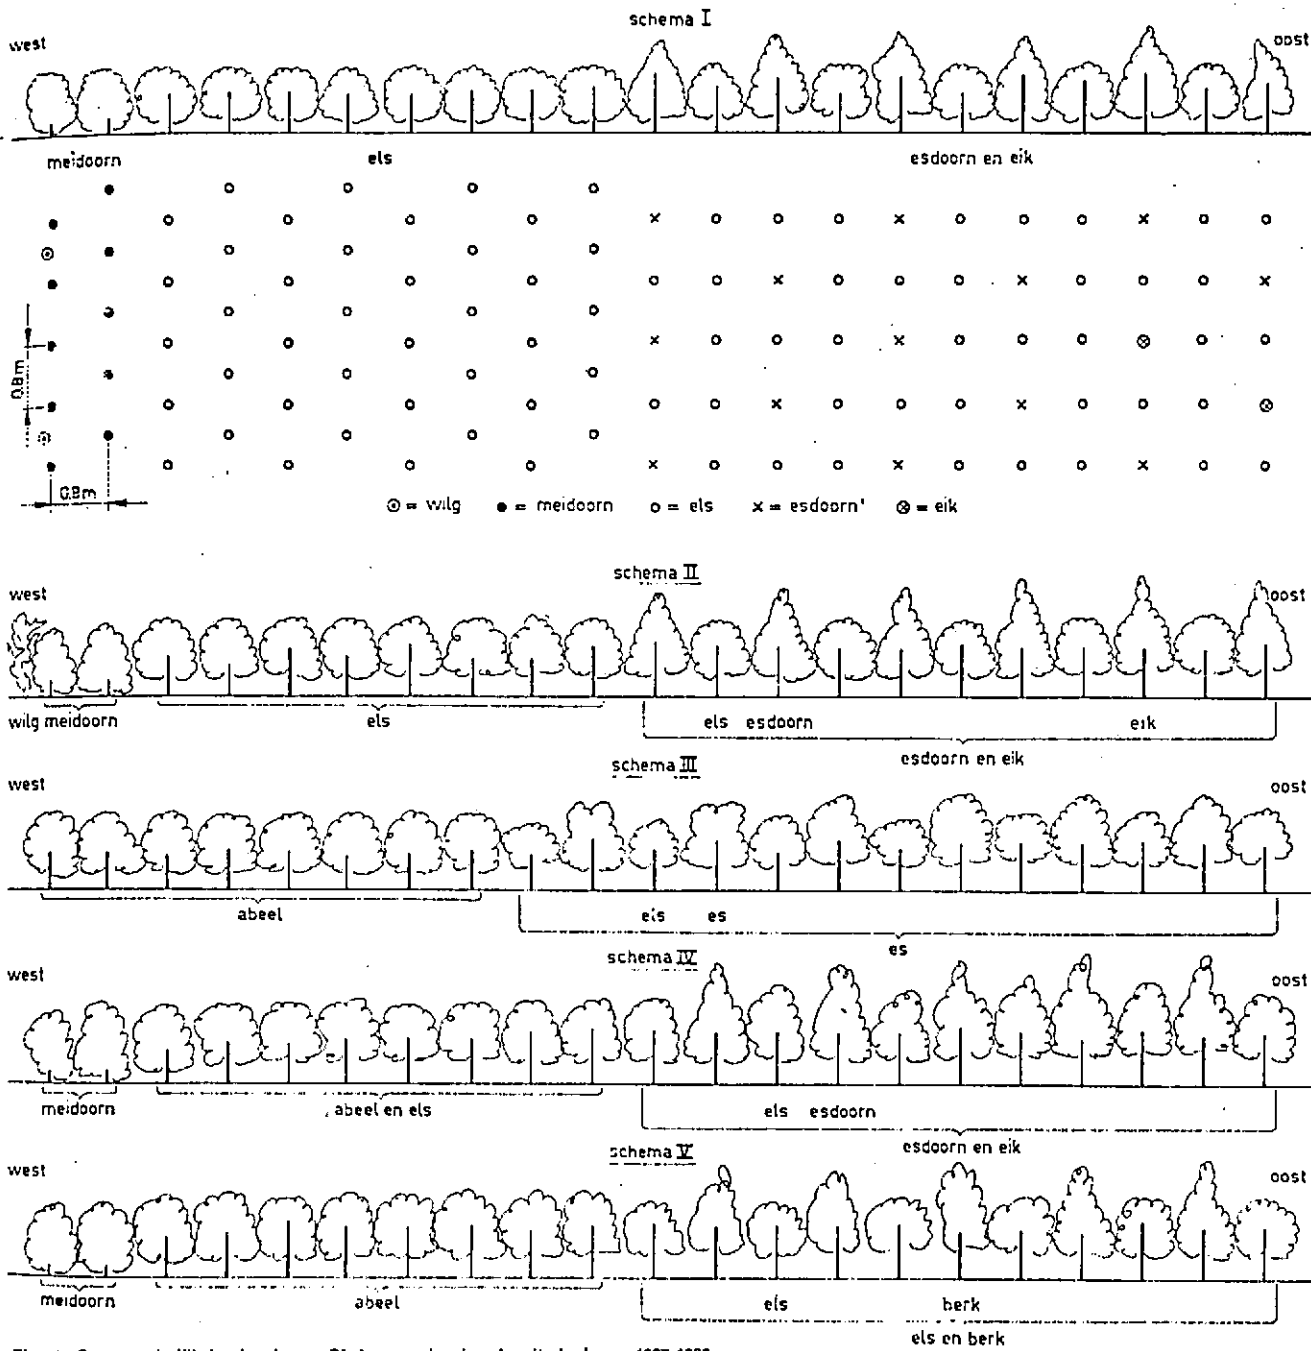 schema I
west
oost
meidoorn
els
esdoorn en eik
0.8m
0.8m
= wilg = meidoorn = els = esdoorn = eik
schema II
west
oost
wilg meidoorn
els
els esdoorn
eik
esdoorn en eik
schema III
west
oost
abeel
els es
es
schema IV
west
oost
meidoorn
abeel en els
els esdoorn
esdoorn en eik
schema V
west
oost
meidoorn
abeel
els
berk
els en berk